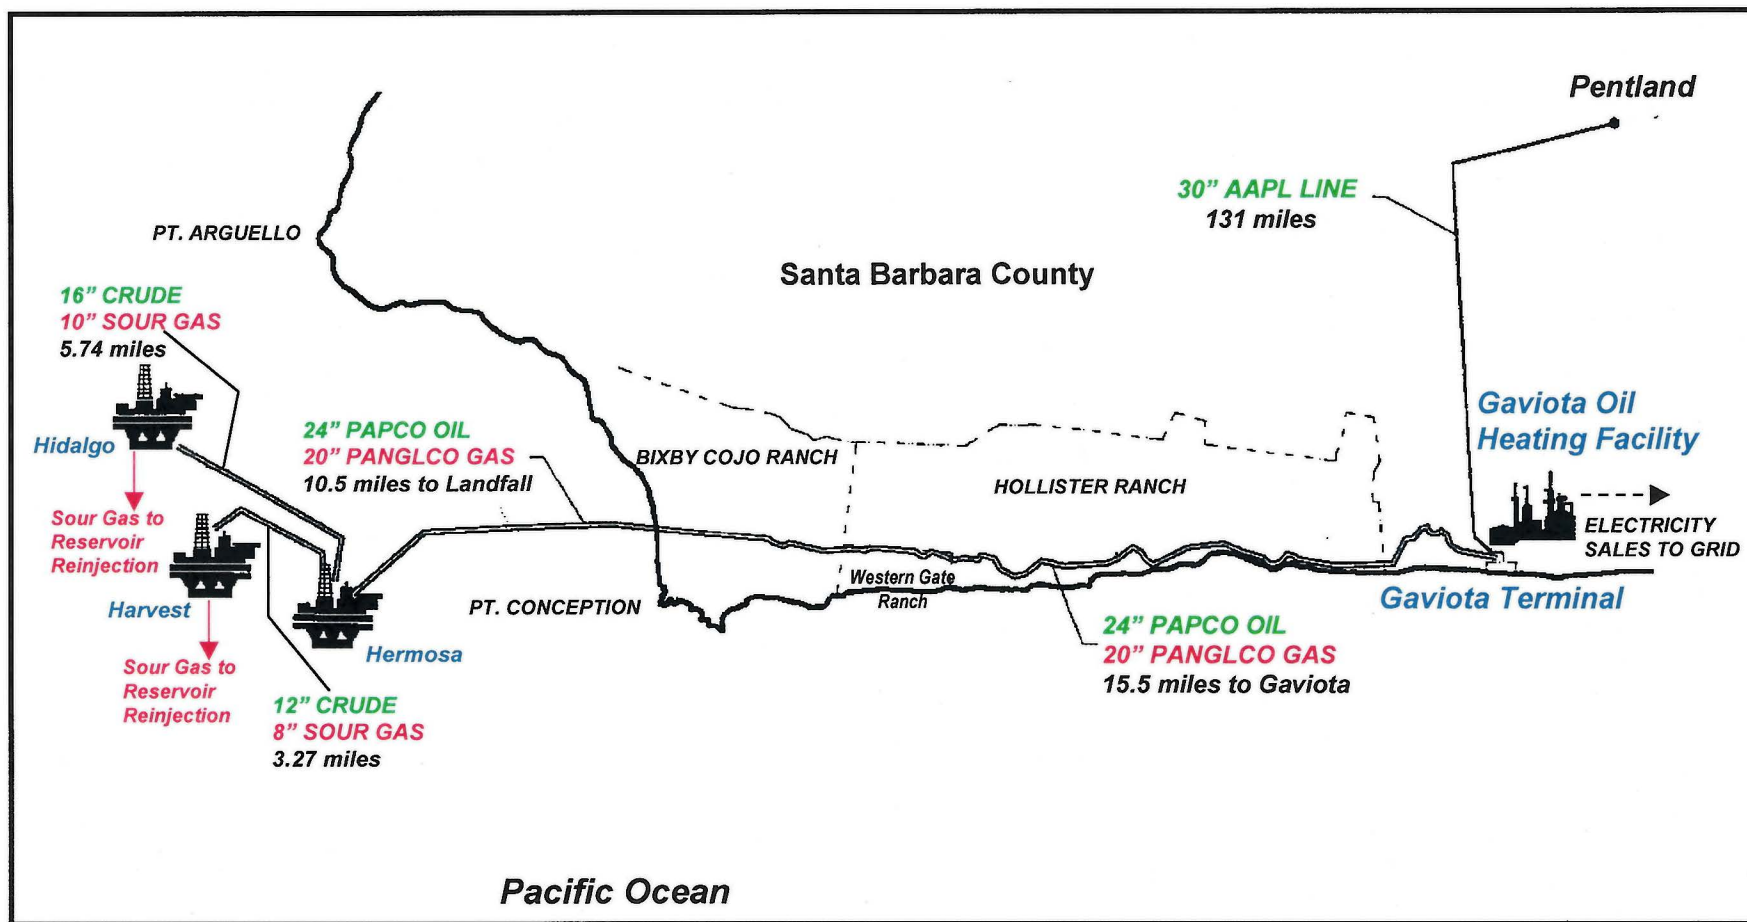 Pentland
30” AAPL LINE
131 miles
PT. ARGUELLO
Santa Barbara County
16” CRUDE
10” SOUR GAS
5.74 miles
Gaviota Oil
Heating Facility
Hidalgo
24” PAPCO OIL
20” PANGLCO GAS
10.5 miles to Landfall
BIXBY COJO RANCH
HOLLISTER RANCH
ELECTRICITY
SALES TO GRID
Sour Gas to
Reservoir
Reinjection
Harvest
PT. CONCEPTION
Western Gate
Ranch
Gaviota Terminal
Hermosa
24” PAPCO OIL
20” PANGLCO GAS
15.5 miles to Gaviota
Sour Gas to
Reservoir
Reinjection
12” CRUDE
8” SOUR GAS
3.27 miles
Pacific Ocean